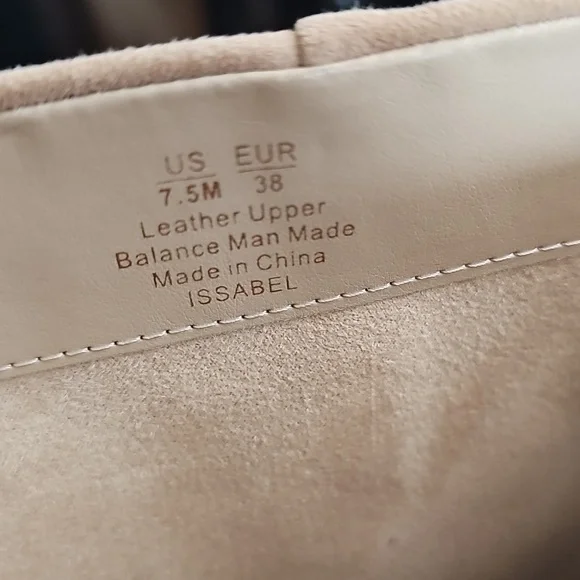 US EUR
7.5M 38
Leather Upper
Balance Man Made
Made in China
ISSABEL